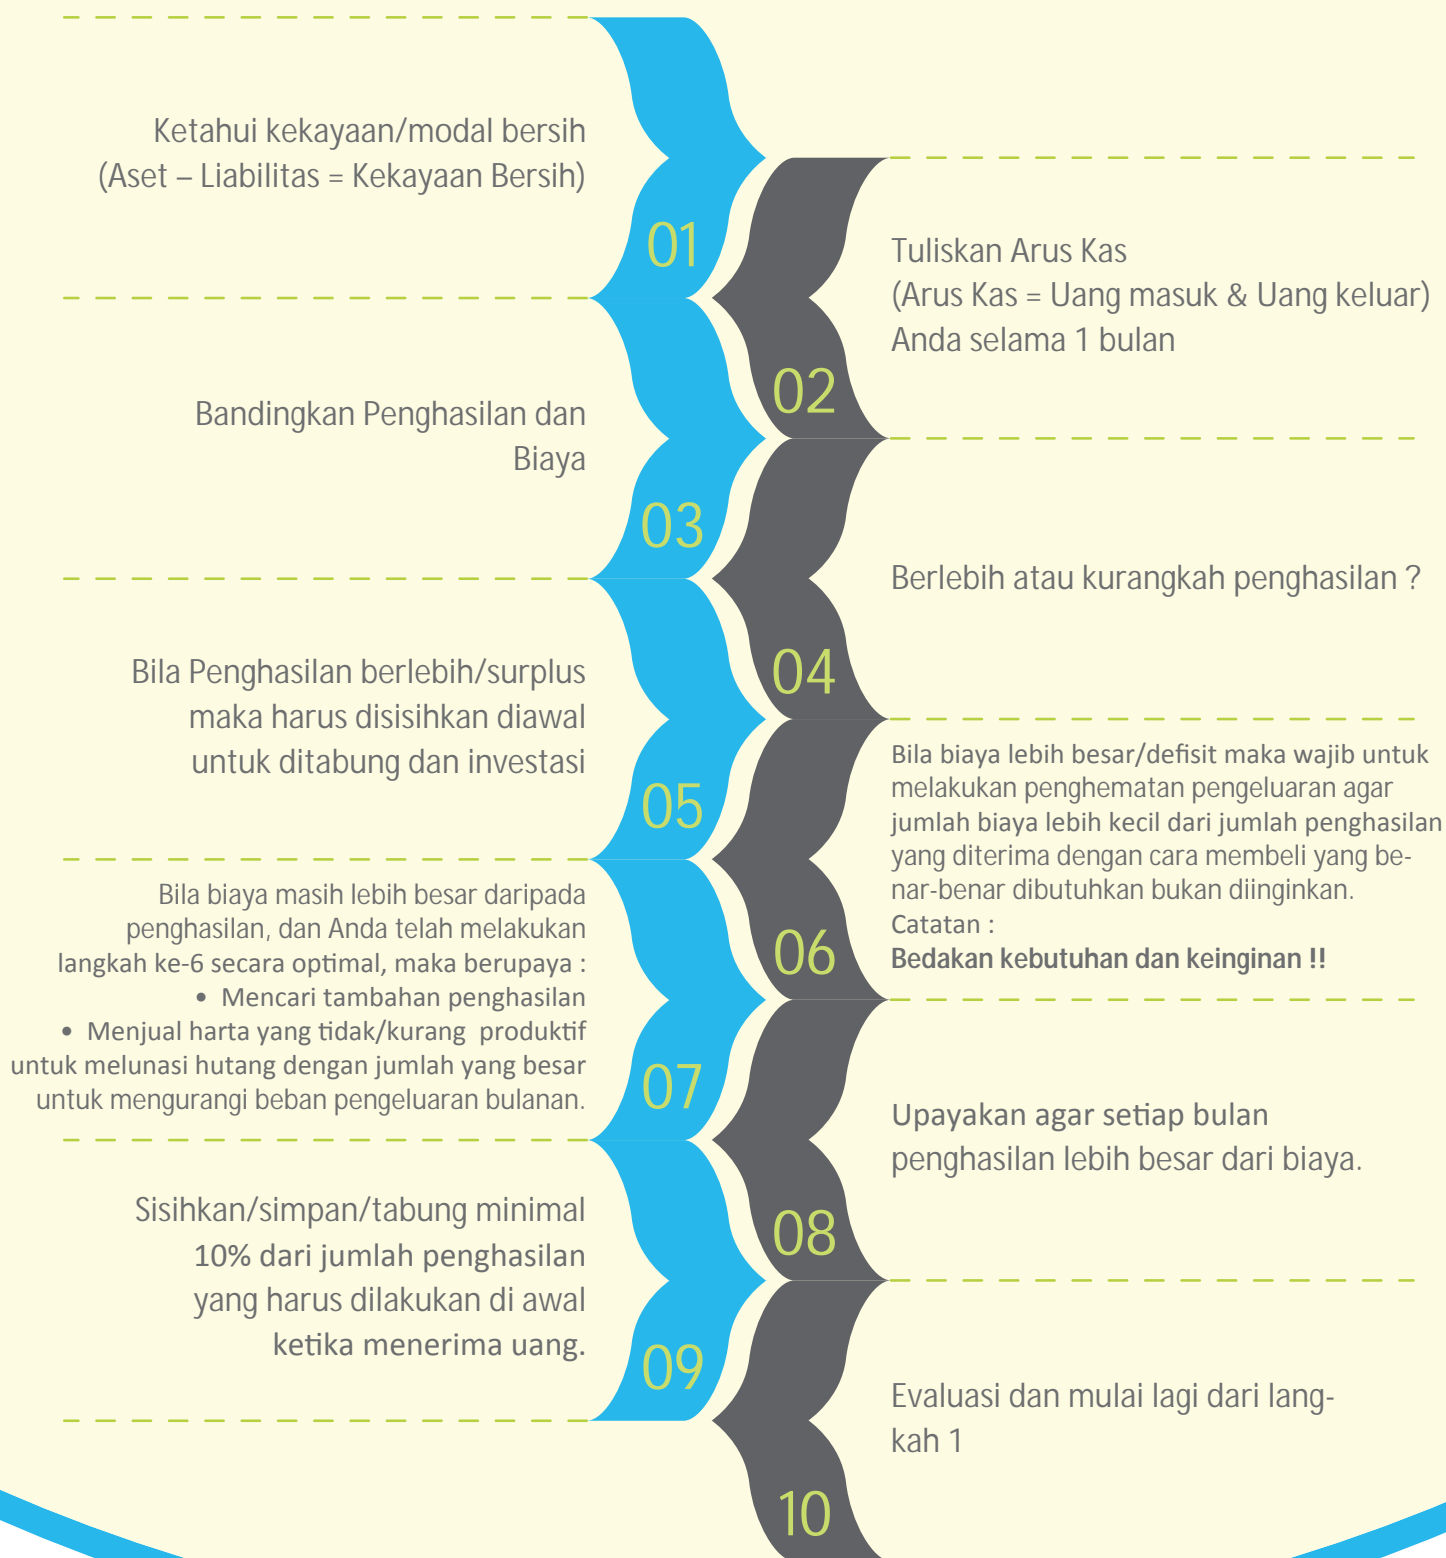 Ketahui kekayaan/modal bersih
(Aset – Liabilitas = Kekayaan Bersih)
01
Tuliskan Arus Kas
(Arus Kas = Uang masuk & Uang keluar)
Anda selama 1 bulan
02
Bandingkan Penghasilan dan
Biaya
03
Berlebih atau kurangkah penghasilan ?
04
Bila Penghasilan berlebih/surplus
maka harus disisihkan diawal
untuk ditabung dan investasi
05
Bila biaya lebih besar/defisit maka wajib untuk
melakukan penghematan pengeluaran agar
jumlah biaya lebih kecil dari jumlah penghasilan
yang diterima dengan cara membeli yang be-
nar-benar dibutuhkan bukan diinginkan.
Catatan :
Bedakan kebutuhan dan keinginan !!
06
Bila biaya masih lebih besar daripada
penghasilan, dan Anda telah melakukan
langkah ke-6 secara optimal, maka berupaya :
• Mencari tambahan penghasilan
• Menjual harta yang tidak/kurang produktif
untuk melunasi hutang dengan jumlah yang besar
untuk mengurangi beban pengeluaran bulanan.
07
Upayakan agar setiap bulan
penghasilan lebih besar dari biaya.
08
Sisihkan/simpan/tabung minimal
10% dari jumlah penghasilan
yang harus dilakukan di awal
ketika menerima uang.
09
Evaluasi dan mulai lagi dari lang-
kah 1
10